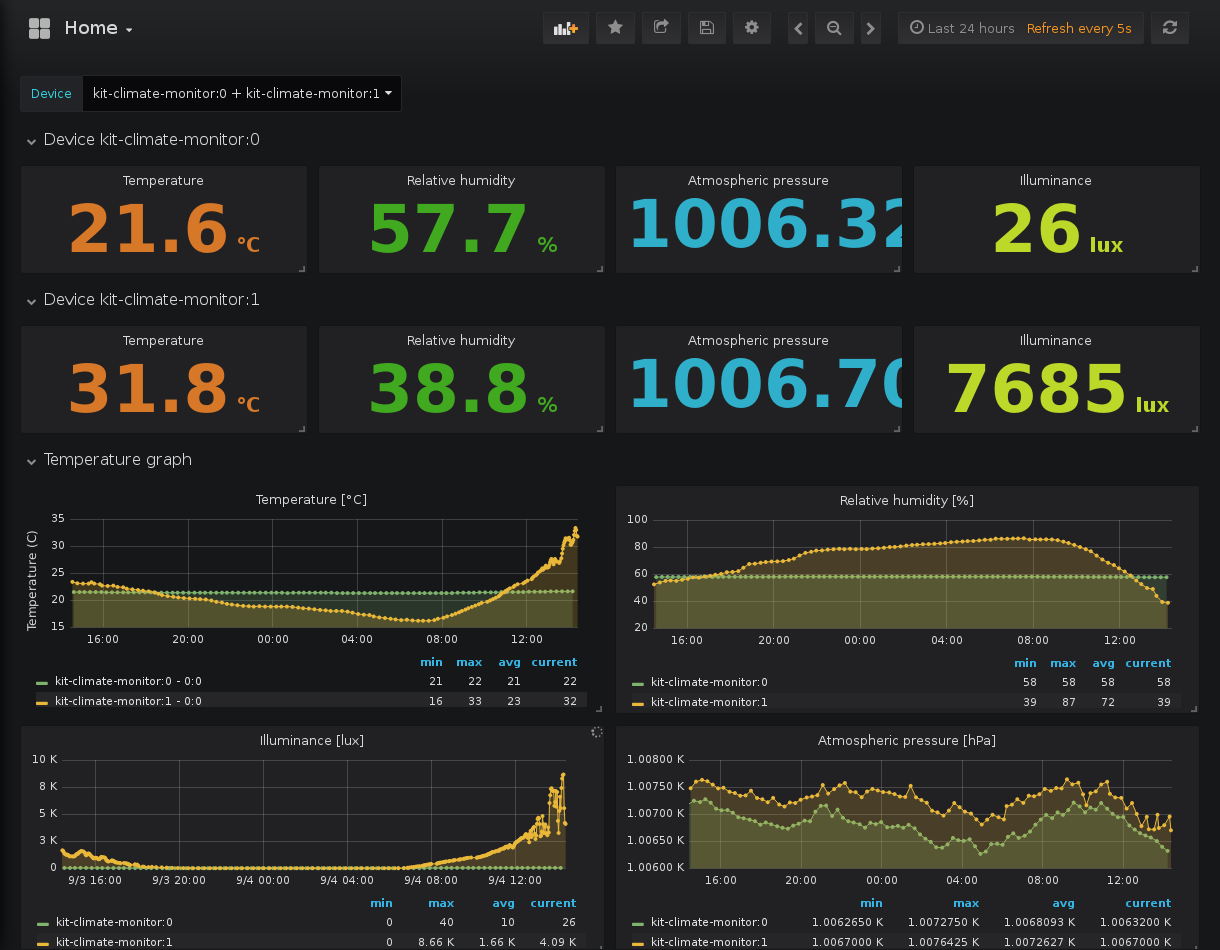 Home
Last 24 hours Refresh every 5s
Device kit-climate-monitor:0 + kit-climate-monitor:1
Device kit-climate-monitor:0
Temperature Relative humidity Atmospheric pressure Illuminance
21.6 °C 57.7 % 1006.32 26 lux
Device kit-climate-monitor:1
Temperature Relative humidity Atmospheric pressure Illuminance
31.8 °C 38.8 % 1006.70 7685 lux
Temperature graph
Temperature [°C]
Temperature (C)
35
30
25
20
15
16:00 20:00 00:00 04:00 08:00 12:00
min max avg current
kit-climate-monitor:0 - 0:0 21 22 21 22
kit-climate-monitor:1 - 0:0 16 33 23 32
Relative humidity [%]
100
80
60
40
20
16:00 20:00 00:00 04:00 08:00 12:00
min max avg current
kit-climate-monitor:0 58 58 58 58
kit-climate-monitor:1 39 87 72 39
Illuminance [lux]
10 K
8 K
5 K
3 K
0
9/3 16:00 9/3 20:00 9/4 00:00 9/4 04:00 9/4 08:00 9/4 12:00
min max avg current
kit-climate-monitor:0 0 40 10 26
kit-climate-monitor:1 0 8.66 K 1.66 K 4.09 K
Atmospheric pressure [hPa]
1.00800 K
1.00750 K
1.00700 K
1.00650 K
1.00600 K
16:00 20:00 00:00 04:00 08:00 12:00
min max avg current
kit-climate-monitor:0 1.0062650 K 1.0072750 K 1.0068093 K 1.0063200 K
kit-climate-monitor:1 1.0067000 K 1.0076425 K 1.0072627 K 1.0067000 K